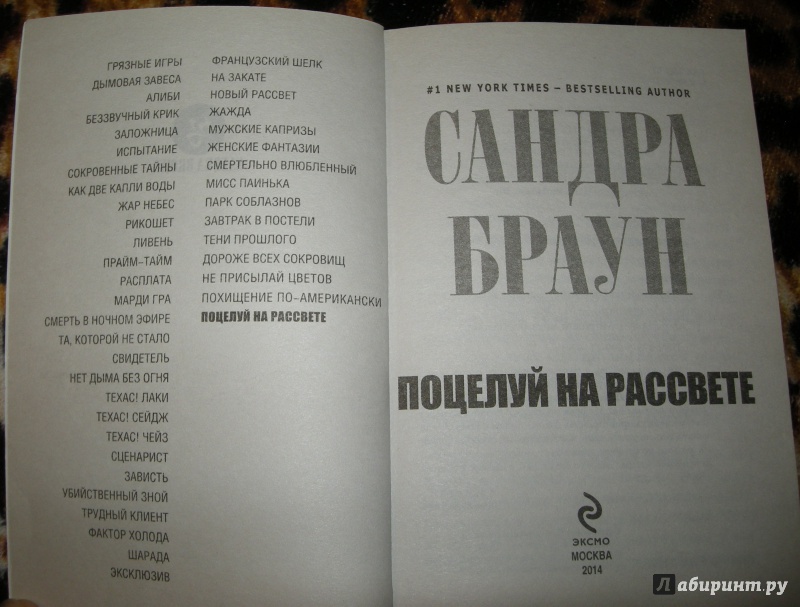 ГРЯЗНЫЕ ИГРЫ
ДЫМОВАЯ ЗАВЕСА
АЛИБИ
БЕЗЗВУЧНЫЙ КРИК
ЗАЛОЖНИЦА
ИСПЫТАНИЕ
СОКРОВЕННЫЕ ТАЙНЫ
КАК ДВЕ КАПЛИ ВОДЫ
ЖАР НЕБЕС
РИКОШЕТ
ЛИВЕНЬ
ПРАЙМ-ТАЙМ
РАСПЛАТА
МАРДИ ГРА
СМЕРТЬ В НОЧНОМ ЭФИРЕ
ТА, КОТОРОЙ НЕ СТАЛО
СВИДЕТЕЛЬ
НЕТ ДЫМА БЕЗ ОГНЯ
ТЕХАС! ЛАКИ
ТЕХАС! СЕЙДЖ
ТЕХАС! ЧЕЙЗ
СЦЕНАРИСТ
ЗАВИСТЬ
УБИЙСТВЕННЫЙ ЗНОЙ
ТРУДНЫЙ КЛИЕНТ
ФАКТОР ХОЛОДА
ШАРАДА
ЭКСКЛЮЗИВ
ФРАНЦУЗСКИЙ ШЕЛК
НА ЗАКАТЕ
НОВЫЙ РАССВЕТ
ЖАЖДА
МУЖСКИЕ КАПРИЗЫ
ЖЕНСКИЕ ФАНТАЗИИ
СМЕРТЕЛЬНО ВЛЮБЛЕННЫЙ
МИСС ПАИНЬКА
ПАРК СОБЛАЗНОВ
ЗАВТРАК В ПОСТЕЛИ
ТЕНИ ПРОШЛОГО
ДОРОЖЕ ВСЕХ СОКРОВИЩ
НЕ ПРИСЫЛАЙ ЦВЕТОВ
ПОХИЩЕНИЕ ПО-АМЕРИКАНСКИ
ПОЦЕЛУЙ НА РАССВЕТЕ
#1 NEW YORK TIMES – BESTSELLING AUTHOR
САНДРА
БРАУН
ПОЦЕЛУЙ НА РАССВЕТЕ
ЭКСМО
МОСКВА
2014
Лабиринт.ру